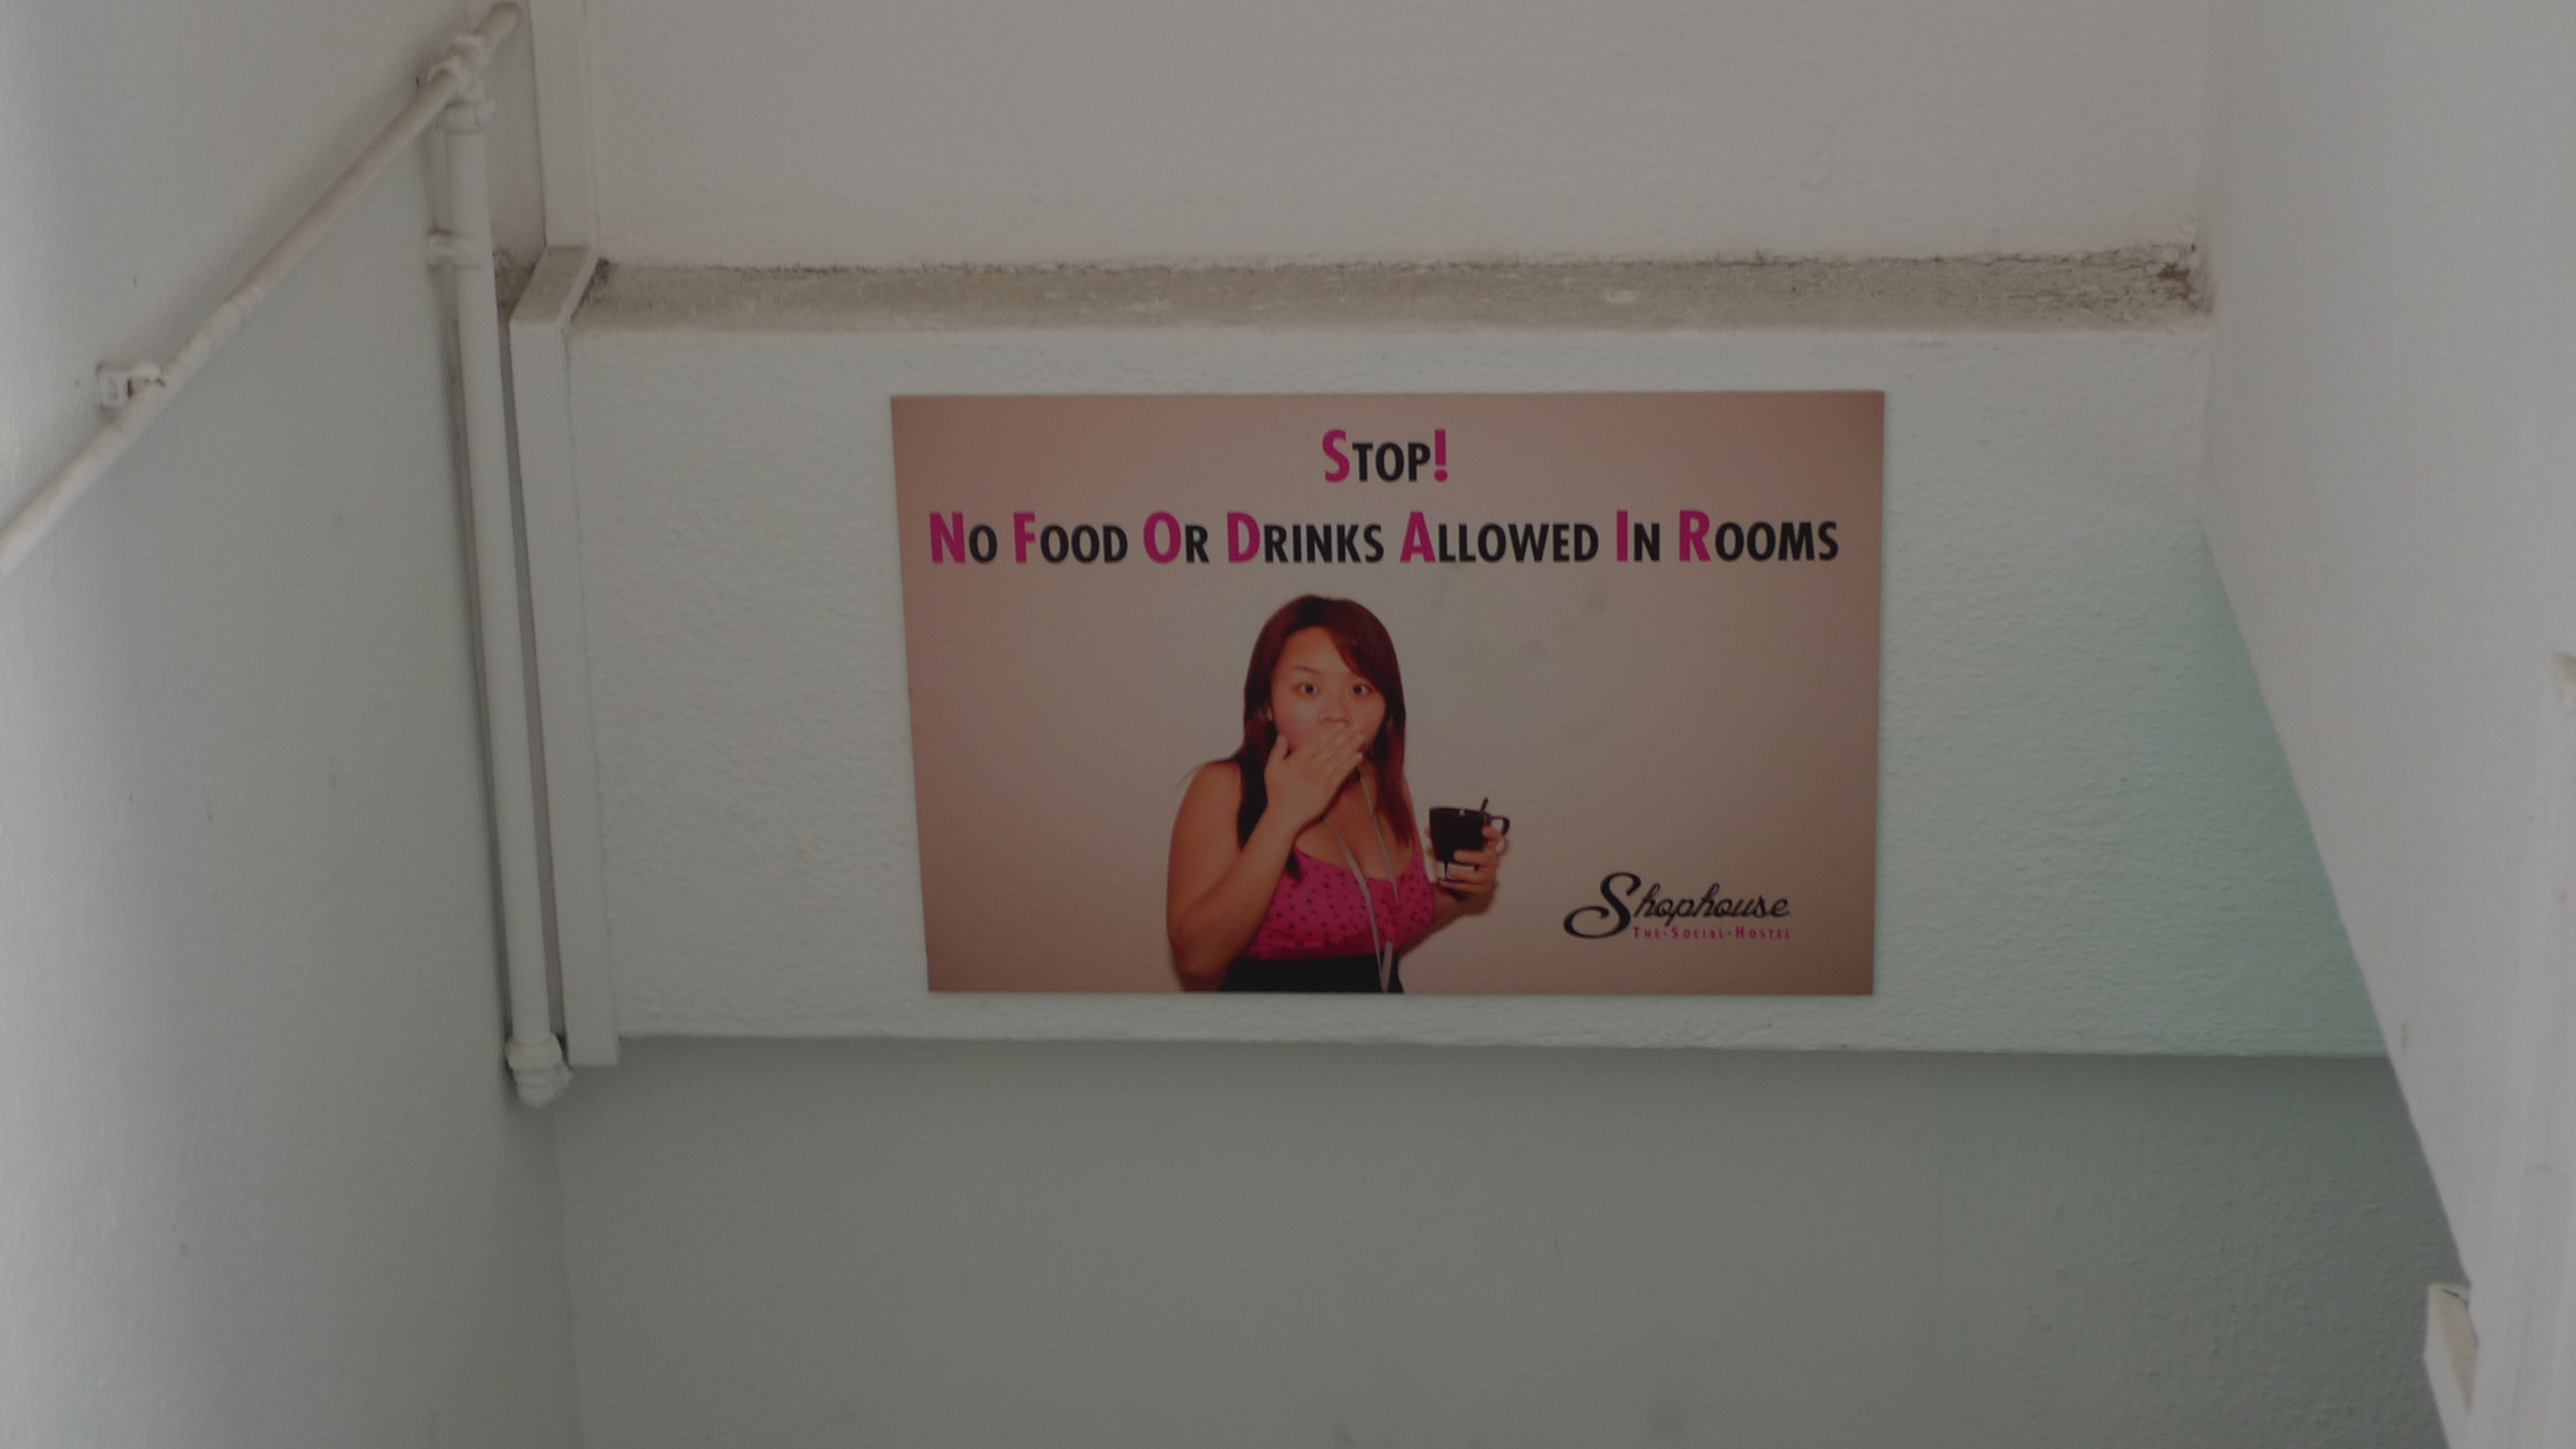 STOP!
NO FOOD OR DRINKS ALLOWED IN ROOMS
Shophouse
THE·SOCIAL·HOSTEL